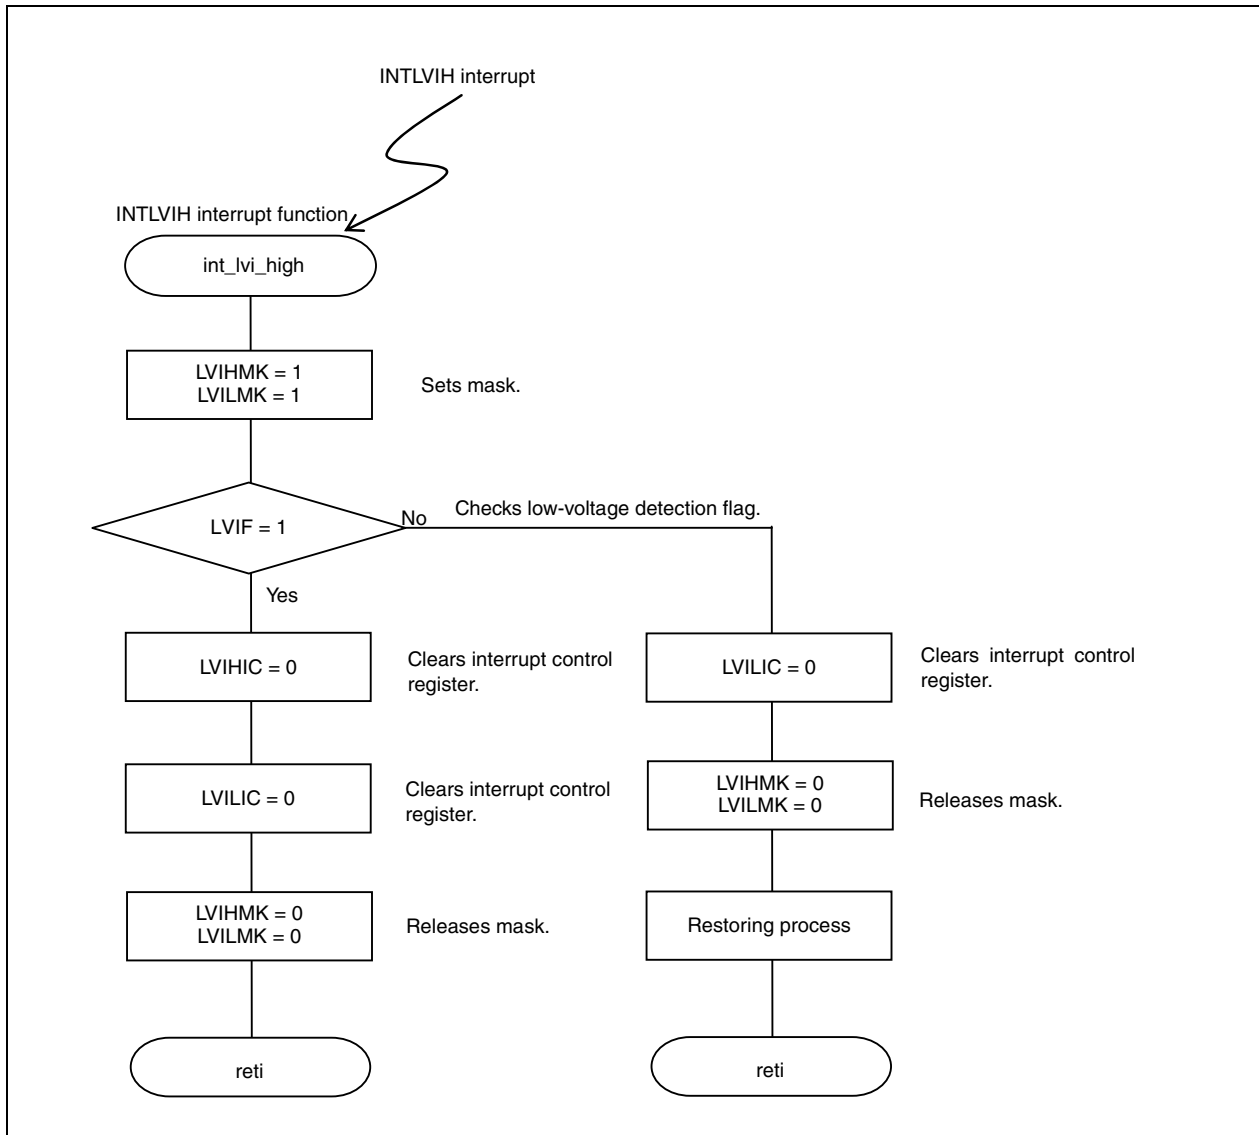 INTLVIH interrupt
INTLVIH interrupt function
int_lvi_high
LVIHMK = 1
LVILMK = 1
Sets mask.
LVIF = 1
No
Checks low-voltage detection flag.
Yes
LVIHIC = 0
Clears interrupt control
register.
LVILIC = 0
Clears interrupt control
register.
LVILIC = 0
Clears interrupt control
register.
LVIHMK = 0
LVILMK = 0
Releases mask.
LVIHMK = 0
LVILMK = 0
Releases mask.
Restoring process
reti
reti